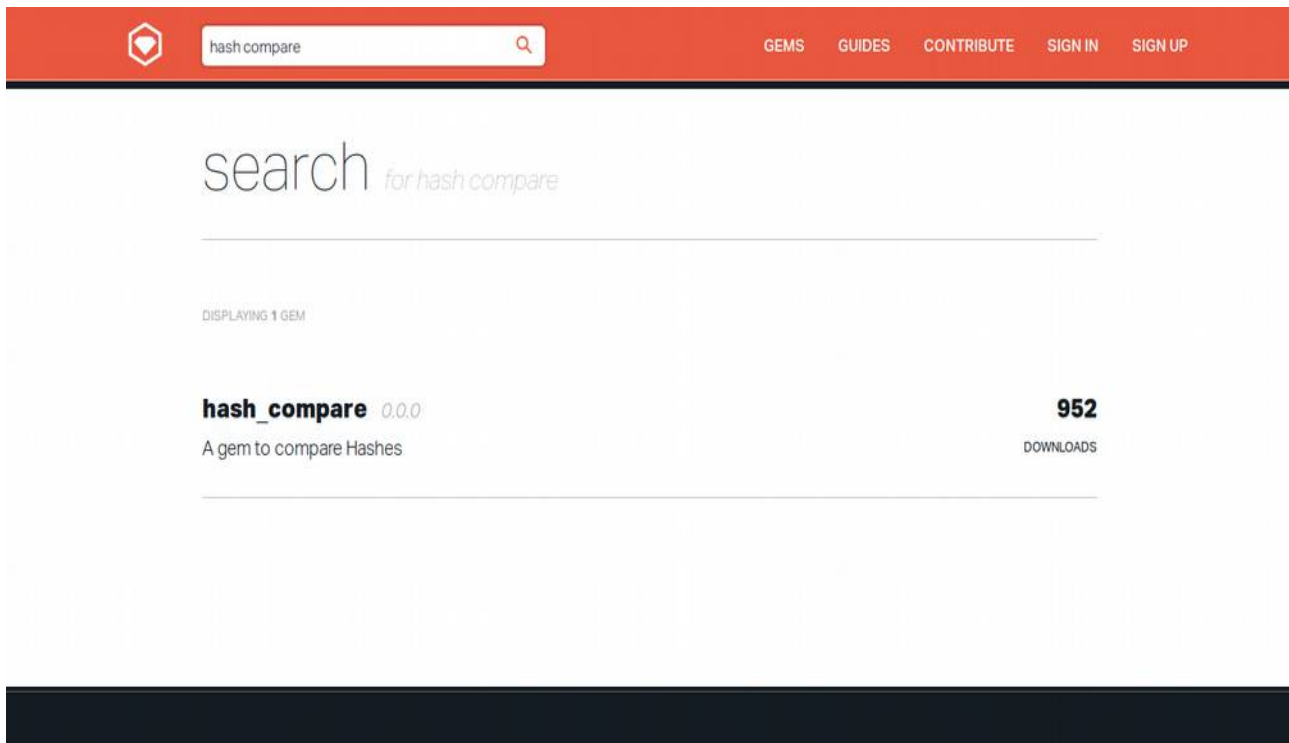 hash compare
GEMS GUIDES CONTRIBUTE SIGN IN SIGN UP
search for hash compare
DISPLAYING 1 GEM
hash_compare 0.0.0
952
A gem to compare Hashes
DOWNLOADS